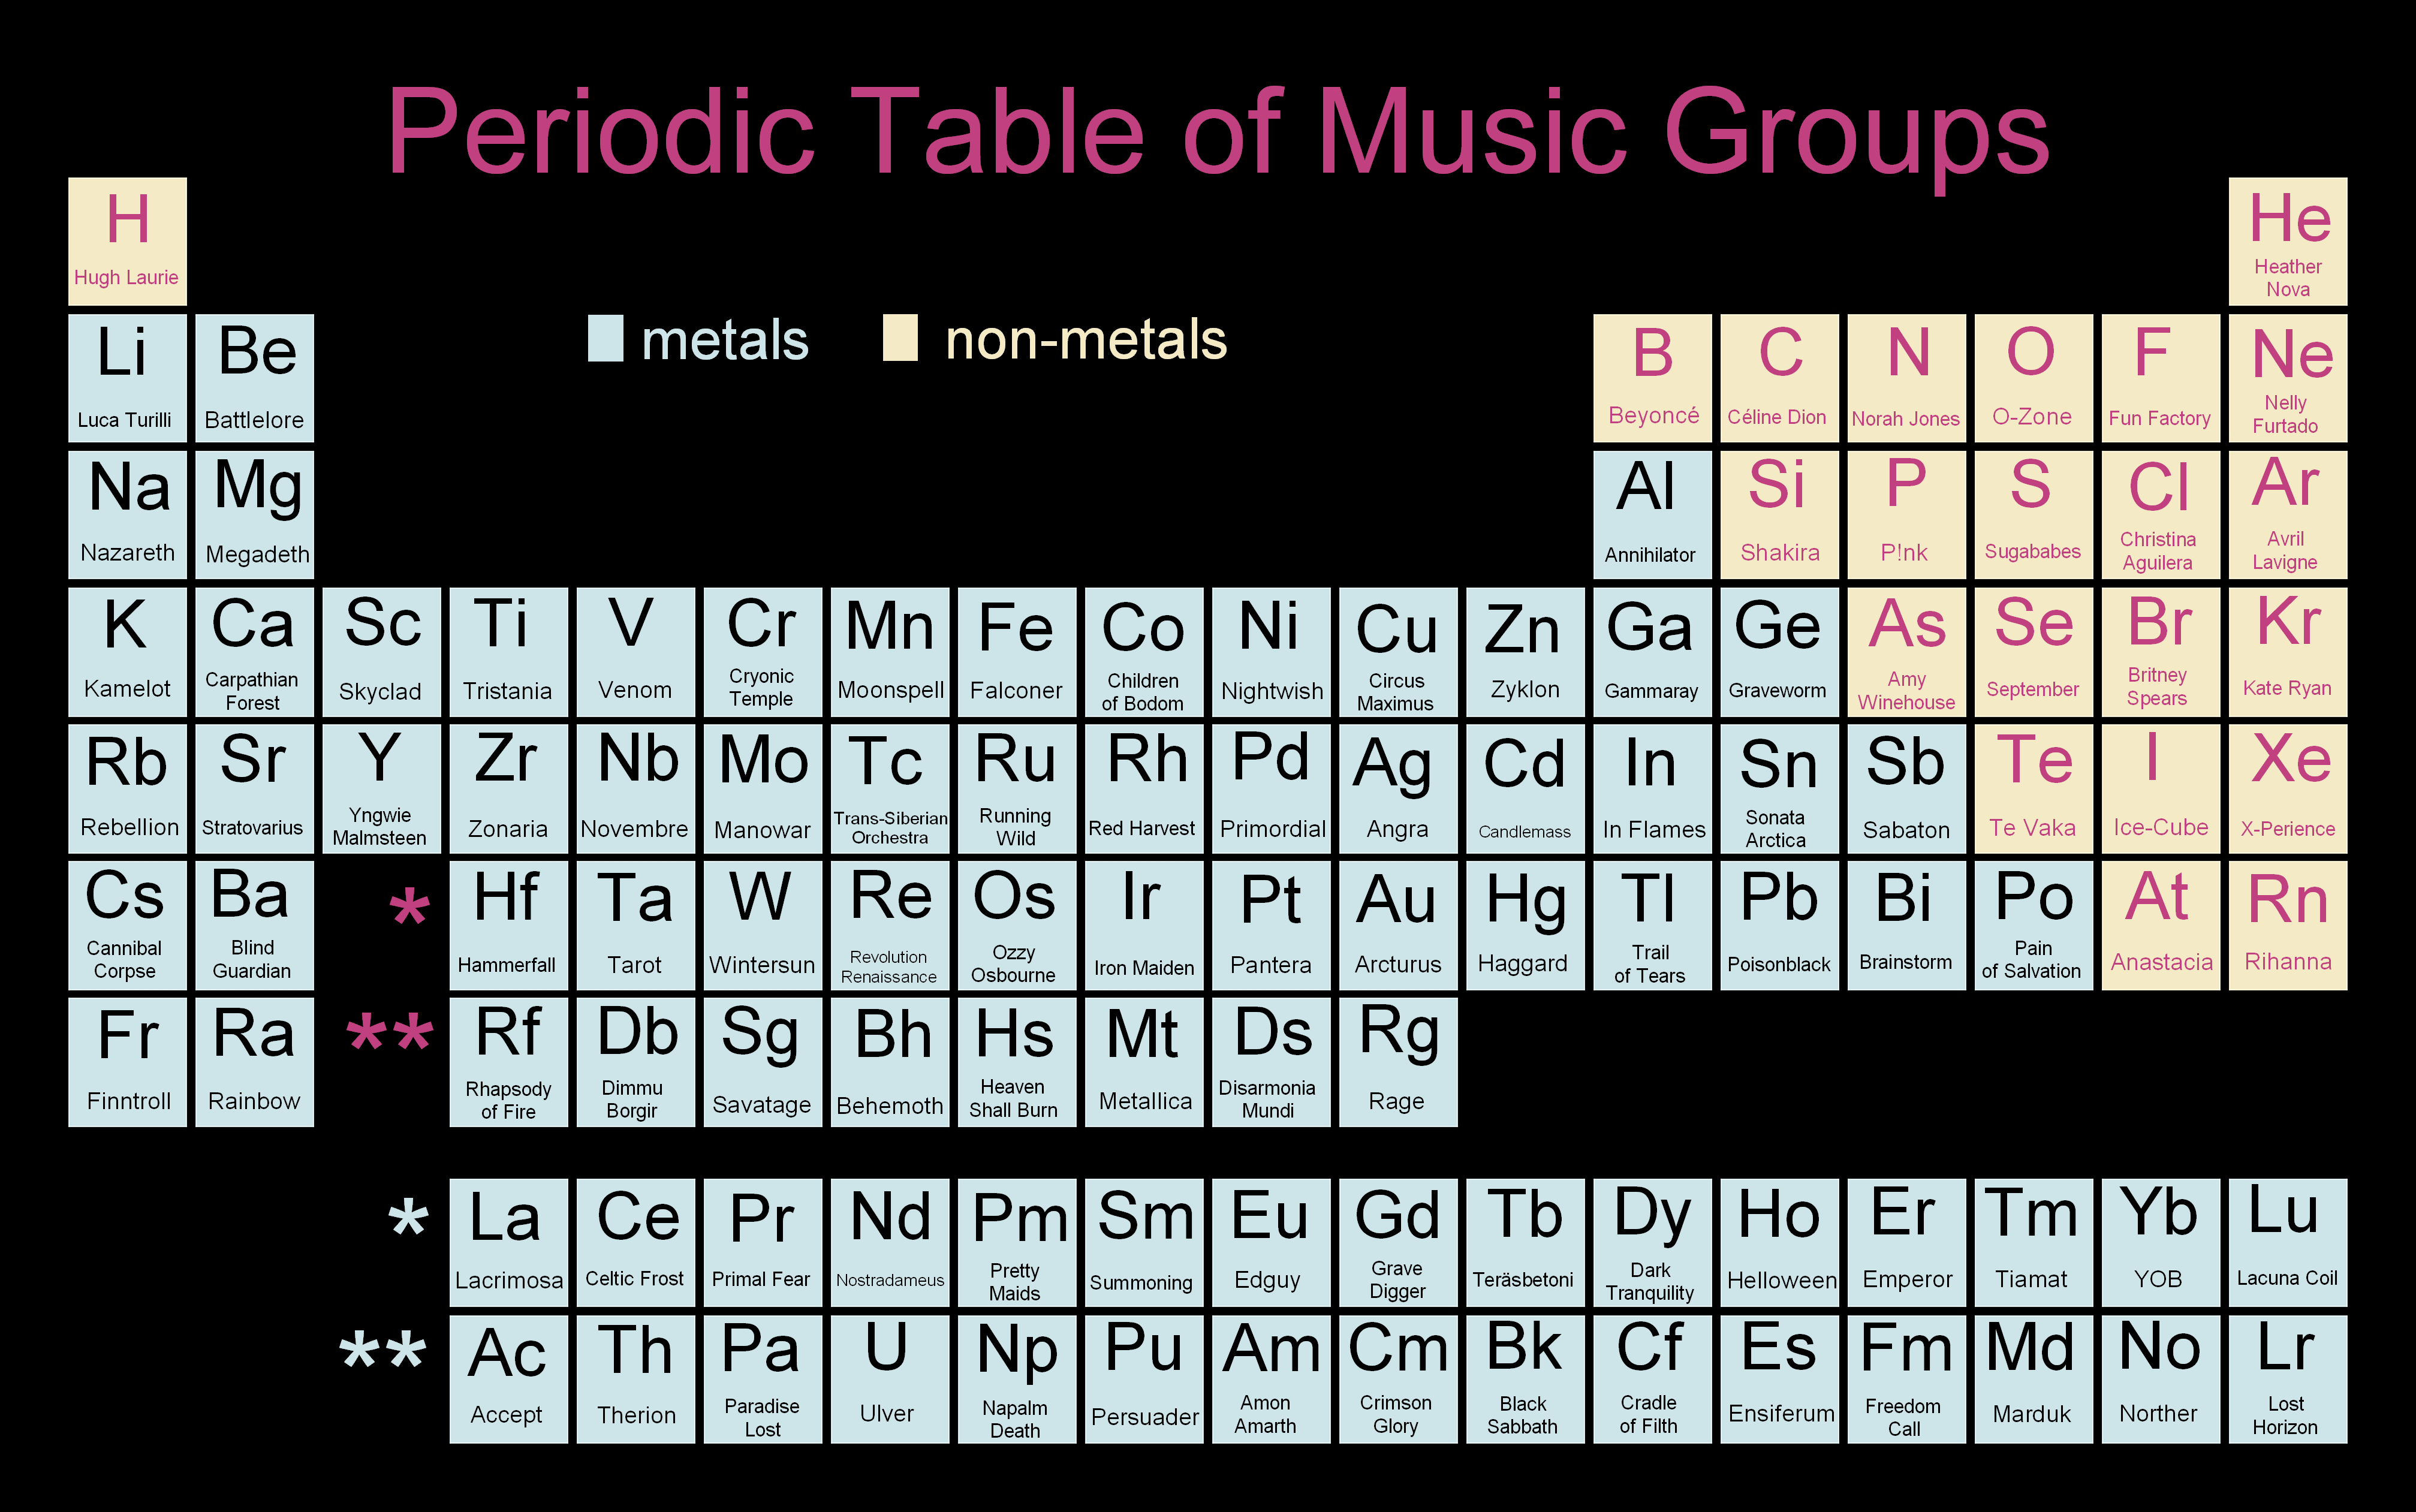 Periodic Table of Music Groups
H
Hugh Laurie
He
Heather
Nova
metals
non-metals
Li
Luca Turilli
Be
Battlelore
B
Beyoncé
C
Céline Dion
N
Norah Jones
O
O-Zone
F
Fun Factory
Ne
Nelly
Furtado
Na
Nazareth
Mg
Megadeth
Al
Annihilator
Si
Shakira
P
P!nk
S
Sugababes
Cl
Christina
Aguilera
Ar
Avril
Lavigne
K
Kamelot
Ca
Carpathian
Forest
Sc
Skyclad
Ti
Tristania
V
Venom
Cr
Cryonic
Temple
Mn
Moonspell
Fe
Falconer
Co
Children
of Bodom
Ni
Nightwish
Cu
Circus
Maximus
Zn
Zyklon
Ga
Gammaray
Ge
Graveworm
As
Amy
Winehouse
Se
September
Br
Britney
Spears
Kr
Kate Ryan
Rb
Rebellion
Sr
Stratovarius
Y
Yngwie
Malmsteen
Zr
Zonaria
Nb
Novembre
Mo
Manowar
Tc
Trans-Siberian
Orchestra
Ru
Running
Wild
Rh
Red Harvest
Pd
Primordial
Ag
Angra
Cd
Candlemass
In
In Flames
Sn
Sonata
Arctica
Sb
Sabaton
Te
Te Vaka
I
Ice-Cube
Xe
X-Perience
Cs
Cannibal
Corpse
Ba
Blind
Guardian
*
Hf
Hammerfall
Ta
Tarot
W
Wintersun
Re
Revolution
Renaissance
Os
Ozzy
Osbourne
Ir
Iron Maiden
Pt
Pantera
Au
Arcturus
Hg
Haggard
Tl
Trail
of Tears
Pb
Poisonblack
Bi
Brainstorm
Po
Pain
of Salvation
At
Anastacia
Rn
Rihanna
Fr
Finntroll
Ra
Rainbow
**
Rf
Rhapsody
of Fire
Db
Dimmu
Borgir
Sg
Savatage
Bh
Behemoth
Hs
Heaven
Shall Burn
Mt
Metallica
Ds
Disarmonia
Mundi
Rg
Rage
*
La
Lacrimosa
Ce
Celtic Frost
Pr
Primal Fear
Nd
Nostradameus
Pm
Pretty
Maids
Sm
Summoning
Eu
Edguy
Gd
Grave
Digger
Tb
Teräsbetoni
Dy
Dark
Tranquility
Ho
Helloween
Er
Emperor
Tm
Tiamat
Yb
YOB
Lu
Lacuna Coil
**
Ac
Accept
Th
Therion
Pa
Paradise
Lost
U
Ulver
Np
Napalm
Death
Pu
Persuader
Am
Amon
Amarth
Cm
Crimson
Glory
Bk
Black
Sabbath
Cf
Cradle
of Filth
Es
Ensiferum
Fm
Freedom
Call
Md
Marduk
No
Norther
Lr
Lost
Horizon